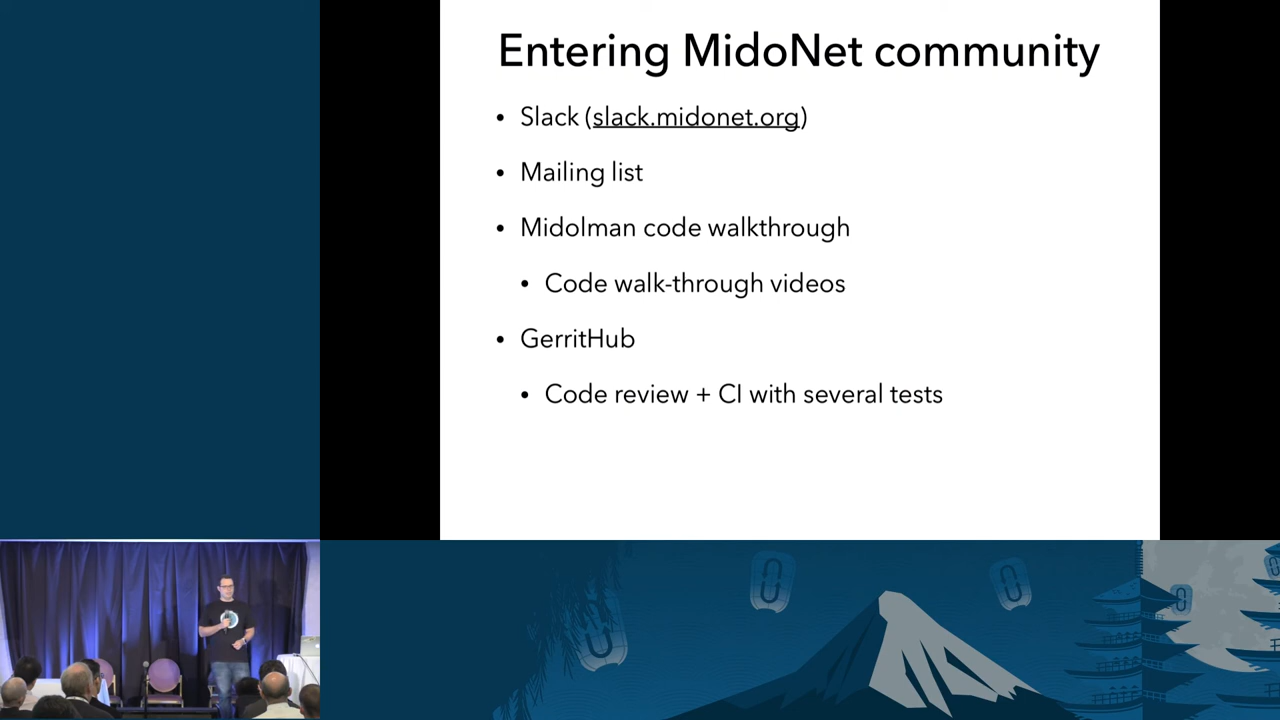 Entering MidoNet community
• Slack (slack.midonet.org)
• Mailing list
• Midolman code walkthrough
• Code walk-through videos
• GerritHub
• Code review + CI with several tests